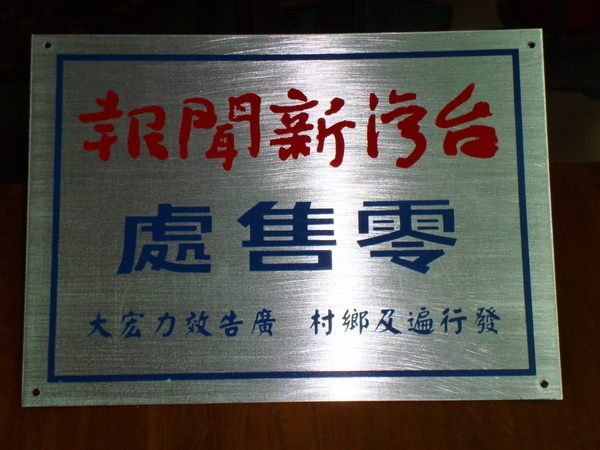 台湾新聞報
零售處
發行遍及鄉村 廣告效力宏大